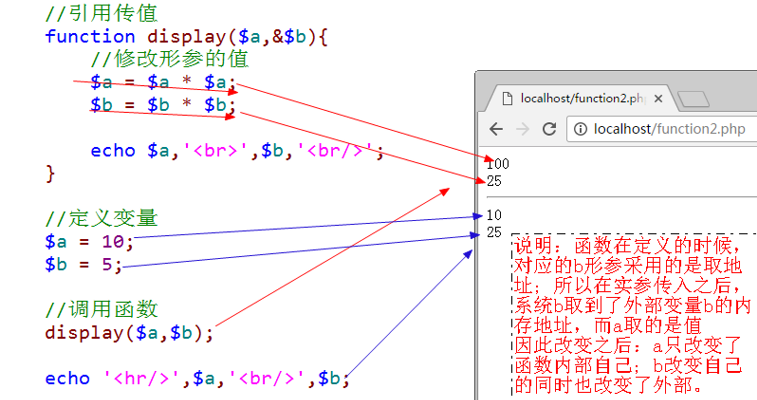 //引用传值
function display($a,&$b){
//修改形参的值
$a = $a * $a;
$b = $b * $b;
echo $a,'<br>',$b,'<br/>';
}
//定义变量
$a = 10;
$b = 5;
//调用函数
display($a,$b);
echo '<hr/>',$a,'<br/>',$b;
localhost/function2.ph
localhost/function2.php
100
25
10
25
说明：函数在定义的时候，
对应的b形参采用的是取地
址；所以在实参传入之后，
系统b取到了外部变量b的内
存地址，而a取的是值
因此改变之后：a只改变了
函数内部自己；b改变自己
的同时也改变了外部。